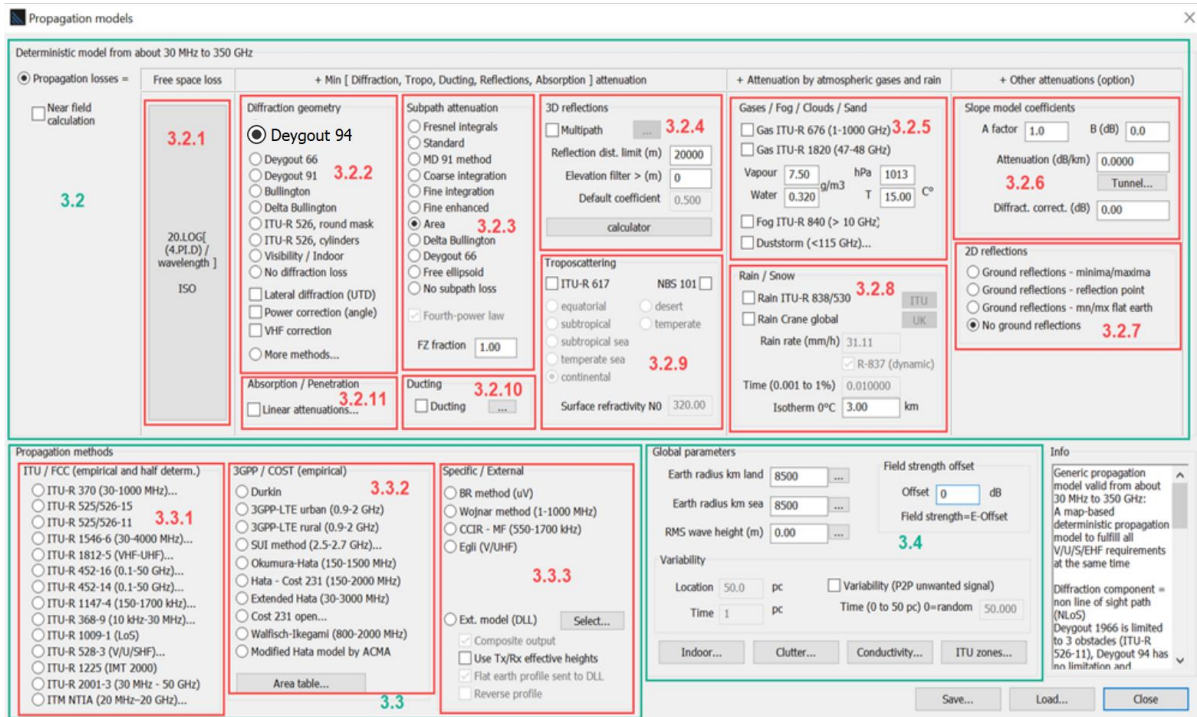 Propagation models
Deterministic model from about 30 MHz to 350 GHz
Propagation losses =
Free space loss
+ Min [ Diffraction, Tropo, Ducting, Reflections, Absorption ] attenuation
+ Attenuation by atmospheric gases and rain
+ Other attenuations (option)
Near field
calculation
3.2
3.2.1
20.LOG[
(4.PI.D) /
wavelength ]
ISO
Diffraction geometry
Deygout 94
Deygout 66
Deygout 91
3.2.2
Bullington
Delta Bullington
ITU-R 526, round mask
ITU-R 526, cylinders
Visibility / Indoor
No diffraction loss
Lateral diffraction (UTD)
Power correction (angle)
VHF correction
More methods...
Absorption / Penetration
3.2.11
Linear attenuations...
Subpath attenuation
Fresnel integrals
Standard
MD 91 method
Coarse integration
Fine integration
Fine enhanced
Area
3.2.3
Delta Bullington
Deygout 66
Free ellipsoid
No subpath loss
Fourth-power law
FZ fraction 1.00
Ducting
3.2.10
Ducting ...
3D reflections
Multipath ... 3.2.4
Reflection dist. limit (m) 20000
Elevation filter > (m) 0
Default coefficient 0.500
calculator
Troposcattering
ITU-R 617 NBS 101
equatorial desert
subtropical temperate
subtropical sea
temperate sea
3.2.9
continental
Surface refractivity N0 320.00
Gases / Fog / Clouds / Sand
Gas ITU-R 676 (1-1000 GHz) 3.2.5
Gas ITU-R 1820 (47-48 GHz)
Vapour 7.50 hPa 1013
g/m3
Water 0.320 T 15.00 Cº
Fog ITU-R 840 (> 10 GHz)
Duststorm (<115 GHz)...
Rain / Snow
3.2.8
Rain ITU-R 838/530 ITU
Rain Crane global UK
Rain rate (mm/h) 31.11
R-837 (dynamic)
Time (0.001 to 1%) 0.010000
Isotherm 0ºC 3.00 km
Slope model coefficients
A factor 1.0 B (dB) 0.0
Attenuation (dB/km) 0.0000
3.2.6 Tunnel...
Diffract. correct. (dB) 0.00
2D reflections
Ground reflections - minima/maxima
Ground reflections - reflection point
Ground reflections - mn/mx flat earth
No ground reflections
3.2.7
Propagation methods
ITU / FCC (empirical and half determ.)
ITU-R 370 (30-1000 MHz)...
ITU-R 525/526-15
3.3.1
ITU-R 525/526-11
ITU-R 1546-6 (30-4000 MHz)...
ITU-R 1812-5 (VHF-UHF)...
ITU-R 452-16 (0.1-50 GHz)...
ITU-R 452-14 (0.1-50 GHz)...
ITU-R 1147-4 (150-1700 kHz)...
ITU-R 368-9 (10 kHz-30 MHz)...
ITU-R 1009-1 (LoS)
ITU-R 528-3 (V/U/SHF)...
ITU-R 1225 (IMT 2000)
ITU-R 2001-3 (30 MHz - 50 GHz)
ITM NTIA (20 MHz-20 GHz)...
3GPP / COST (empirical)
3.3.2
Durkin
3GPP-LTE urban (0.9-2 GHz)
3GPP-LTE rural (0.9-2 GHz)
SUI method (2.5-2.7 GHz)...
Okumura-Hata (150-1500 MHz)
Hata - Cost 231 (150-2000 MHz)
Extended Hata (30-3000 MHz)
Cost 231 open...
Walfisch-Ikegami (800-2000 MHz)
Modified Hata model by ACMA
Area table...
3.3
Specific / External
BR method (uV)
Wojnar method (1-1000 MHz)
CCIR - MF (550-1700 kHz)
Egli (V/UHF)
3.3.3
Ext. model (DLL) Select...
Composite output
Use Tx/Rx effective heights
Flat earth profile sent to DLL
Reverse profile
Global parameters
Earth radius km land 8500 ...
Earth radius km sea 8500 ...
RMS wave height (m) 0.00 ...
Field strength offset
Offset 0 dB
Field strength=E-Offset
3.4
Variability
Location 50.0 pc
Time 1 pc
Variability (P2P unwanted signal)
Time (0 to 50 pc) 0=random 50.000
Indoor... Clutter... Conductivity... ITU zones...
Info
Generic propagation
model valid from about
30 MHz to 350 GHz:
A map-based
deterministic propagation
model to fulfill all
V/U/S/EHF requirements
at the same time
Diffraction component =
non line of sight path
(NLoS)
Deygout 1966 is limited
to 3 obstacles (ITU-R
526-11), Deygout 94 has
no limitation and
Save... Load... Close